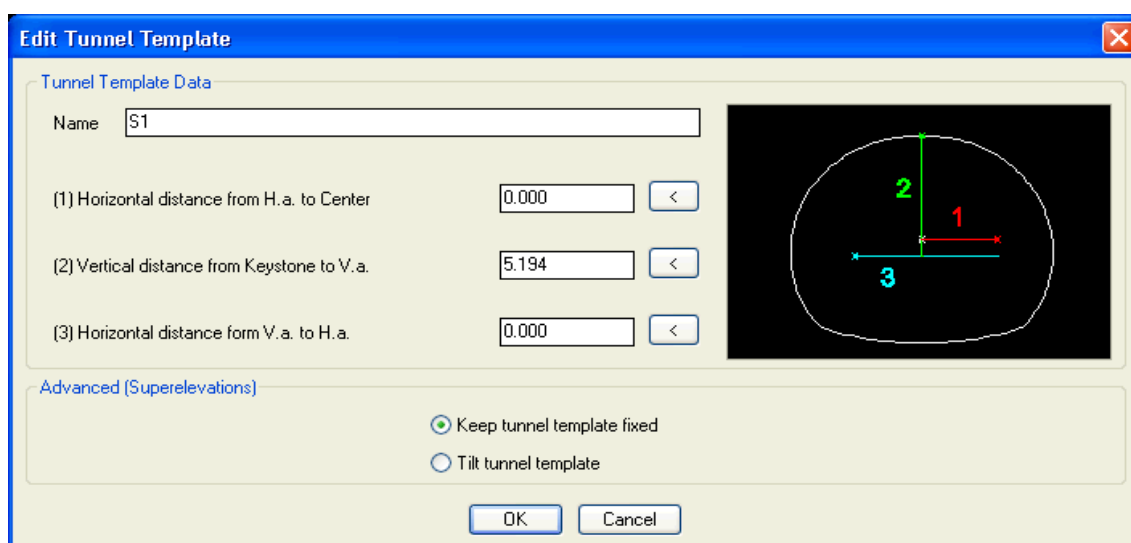 Edit Tunnel Template
Tunnel Template Data
Name S1
(1) Horizontal distance from H.a. to Center 0.000 <
(2) Vertical distance from Keystone to V.a. 5.194 <
(3) Horizontal distance form V.a. to H.a. 0.000 <
2
1
3
Advanced (Superelevations)
Keep tunnel template fixed
Tilt tunnel template
OK Cancel